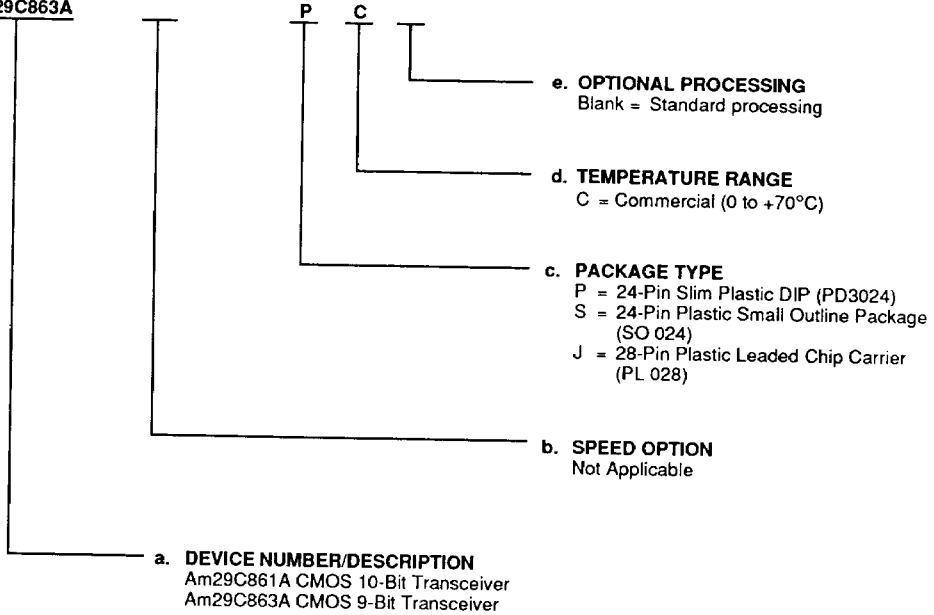 29C863A
P C
e. OPTIONAL PROCESSING
Blank = Standard processing
d. TEMPERATURE RANGE
C = Commercial (0 to +70°C)
c. PACKAGE TYPE
P = 24-Pin Slim Plastic DIP (PD3024)
S = 24-Pin Plastic Small Outline Package
(SO 024)
J = 28-Pin Plastic Leaded Chip Carrier
(PL 028)
b. SPEED OPTION
Not Applicable
a. DEVICE NUMBER/DESCRIPTION
Am29C861A CMOS 10-Bit Transceiver
Am29C863A CMOS 9-Bit Transceiver